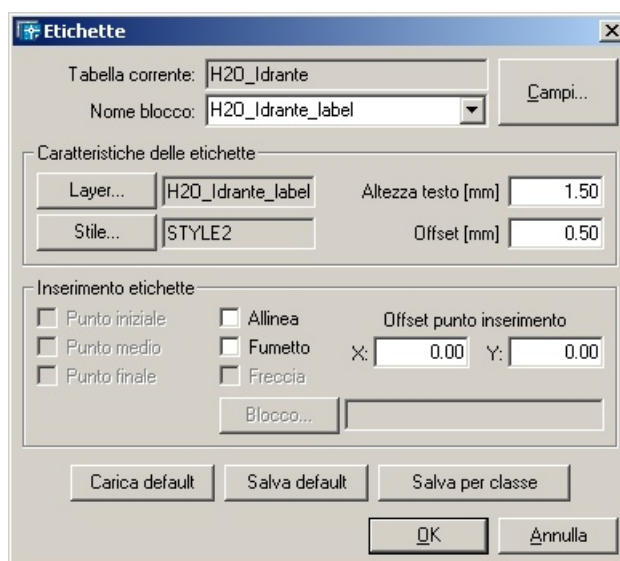 Etichette
Tabella corrente: H2O_Idrante
Campi...
Nome blocco: H2O_Idrante_label
Caratteristiche delle etichette
Layer... H2O_Idrante_label Altezza testo [mm] 1.50
Stile... STYLE2 Offset [mm] 0.50
Inserimento etichette
Punto iniziale Allinea Offset punto inserimento
Punto medio Fumetto X: 0.00 Y: 0.00
Punto finale Freccia
Blocco...
Carica default Salva default Salva per classe
OK Annulla